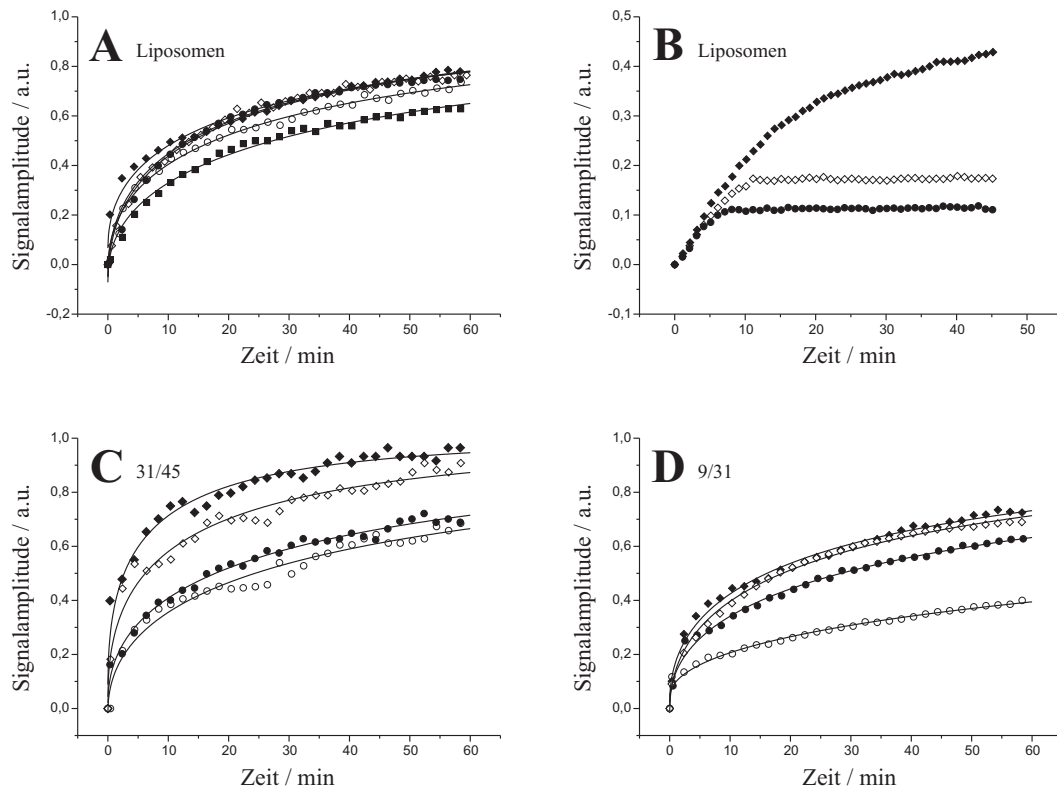 A Liposomen
Signalamplitude / a.u.
1,0
0,8
0,6
0,4
0,2
0,0
-0,2
0 10 20 30 40 50 60
Zeit / min
B Liposomen
Signalamplitude / a.u.
0,5
0,4
0,3
0,2
0,1
0,0
-0,1
0 10 20 30 40 50
Zeit / min
C 31/45
Signalamplitude / a.u.
1,0
0,8
0,6
0,4
0,2
0,0
0 10 20 30 40 50 60
Zeit / min
D 9/31
Signalamplitude / a.u.
1,0
0,8
0,6
0,4
0,2
0,0
0 10 20 30 40 50 60
Zeit / min